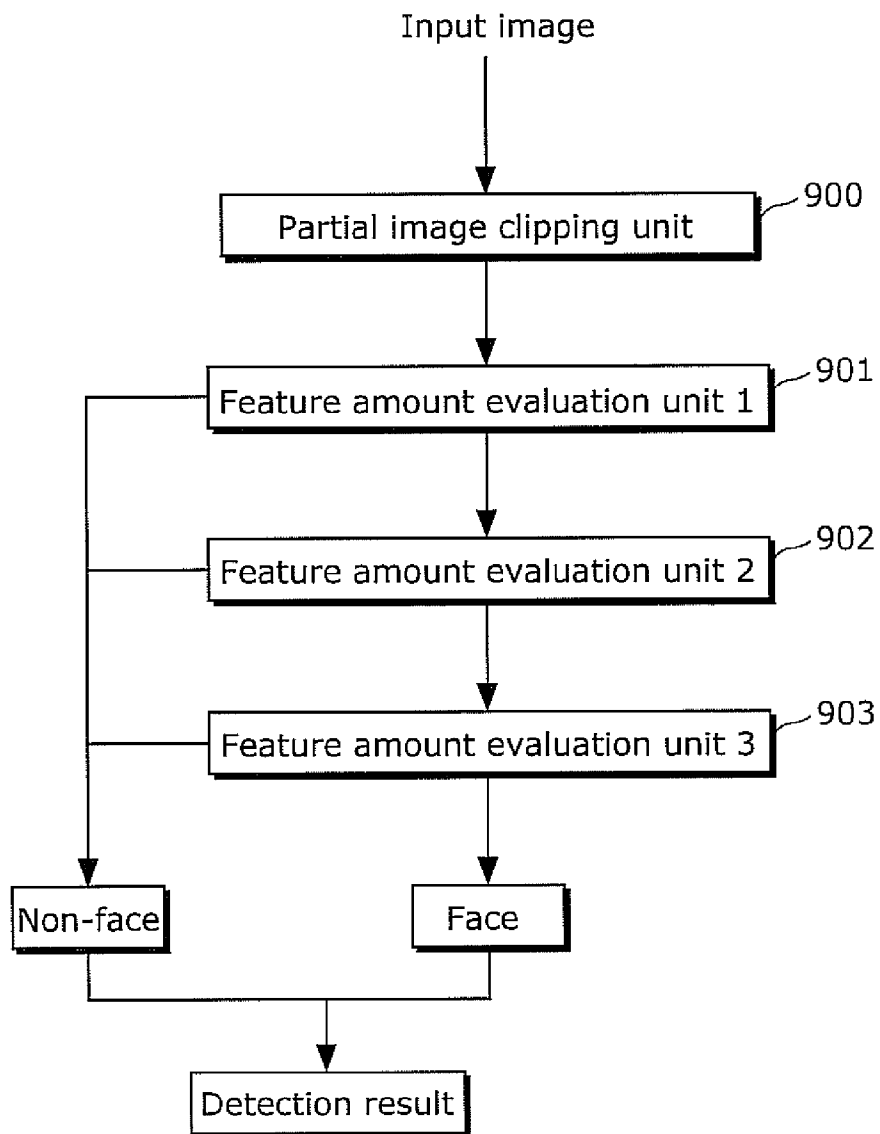 Input image
Partial image clipping unit
900
Feature amount evaluation unit 1
901
Feature amount evaluation unit 2
902
Feature amount evaluation unit 3
903
Non-face
Face
Detection result